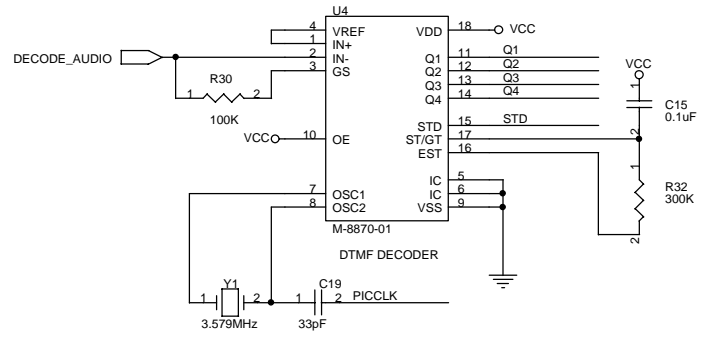 U4
4 VREF VDD 18 VCC
1 IN+
DECODE_AUDIO 2 IN- Q1 11 Q1
3 GS Q2 12 Q2
Q3 13 Q3
Q4 14 Q4
R30
1 2
100K
VCC
1
C15
0.1uF
2
STD 15 STD
VCC 10 OE ST/GT 17
EST 16
1
R32
300K
2
7 OSC1 IC 5
8 OSC2 IC 6
VSS 9
M-8870-01
DTMF DECODER
Y1
1 2
3.579MHz
C19
1 2 PICCLK
33pF